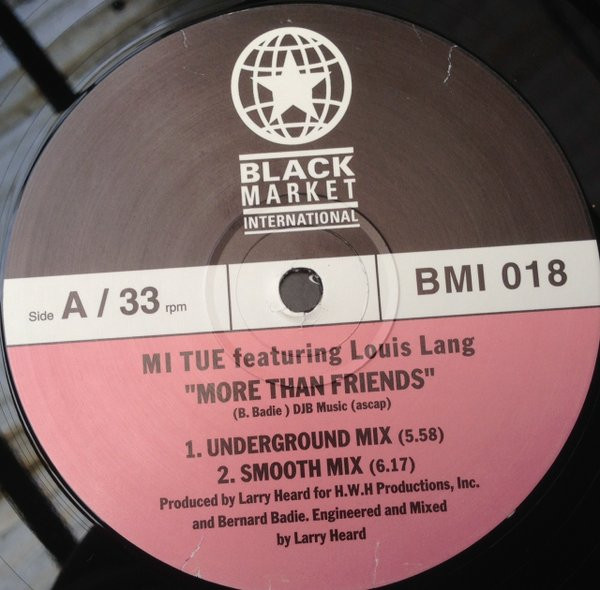 BLACK
MARKET
INTERNATIONAL
Side A / 33 rpm
BMI 018
MI TUE featuring Louis Lang
"MORE THAN FRIENDS"
(B. Badie ) DJB Music (ascap)
1. UNDERGROUND MIX (5.58)
2. SMOOTH MIX (6.17)
Produced by Larry Heard for H.W.H Productions, Inc.
and Bernard Badie. Engineered and Mixed
by Larry Heard